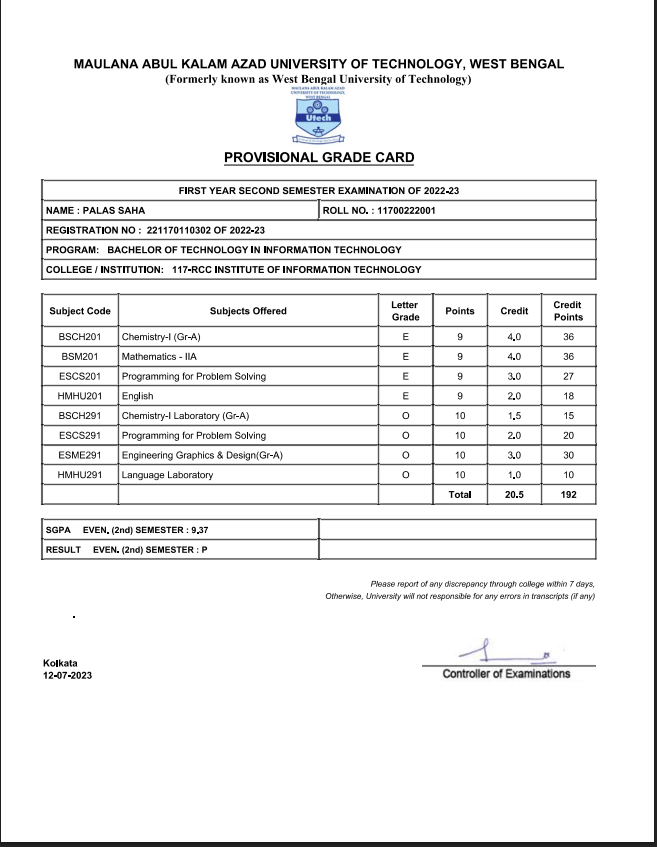 MAULANA ABUL KALAM AZAD UNIVERSITY OF TECHNOLOGY, WEST BENGAL
(Formerly known as West Bengal University of Technology)
MAULANA ABUL KALAM AZAD
UNIVERSITY OF TECHNOLOGY,
WEST BENGAL
Utech
PROVISIONAL GRADE CARD
FIRST YEAR SECOND SEMESTER EXAMINATION OF 2022-23
NAME : PALAS SAHA ROLL NO. : 11700222001
REGISTRATION NO : 221170110302 OF 2022-23
PROGRAM: BACHELOR OF TECHNOLOGY IN INFORMATION TECHNOLOGY
COLLEGE / INSTITUTION: 117-RCC INSTITUTE OF INFORMATION TECHNOLOGY
Subject Code Subjects Offered Letter Grade Points Credit Credit Points
BSCH201 Chemistry-I (Gr-A) E 9 4.0 36
BSM201 Mathematics - IIA E 9 4.0 36
ESCS201 Programming for Problem Solving E 9 3.0 27
HMHU201 English E 9 2.0 18
BSCH291 Chemistry-I Laboratory (Gr-A) O 10 1.5 15
ESCS291 Programming for Problem Solving O 10 2.0 20
ESME291 Engineering Graphics & Design(Gr-A) O 10 3.0 30
HMHU291 Language Laboratory O 10 1.0 10
Total 20.5 192
SGPA EVEN. (2nd) SEMESTER : 9.37
RESULT EVEN. (2nd) SEMESTER : P
Please report of any discrepancy through college within 7 days,
Otherwise, University will not responsible for any errors in transcripts (if any)
Kolkata
12-07-2023
Controller of Examinations